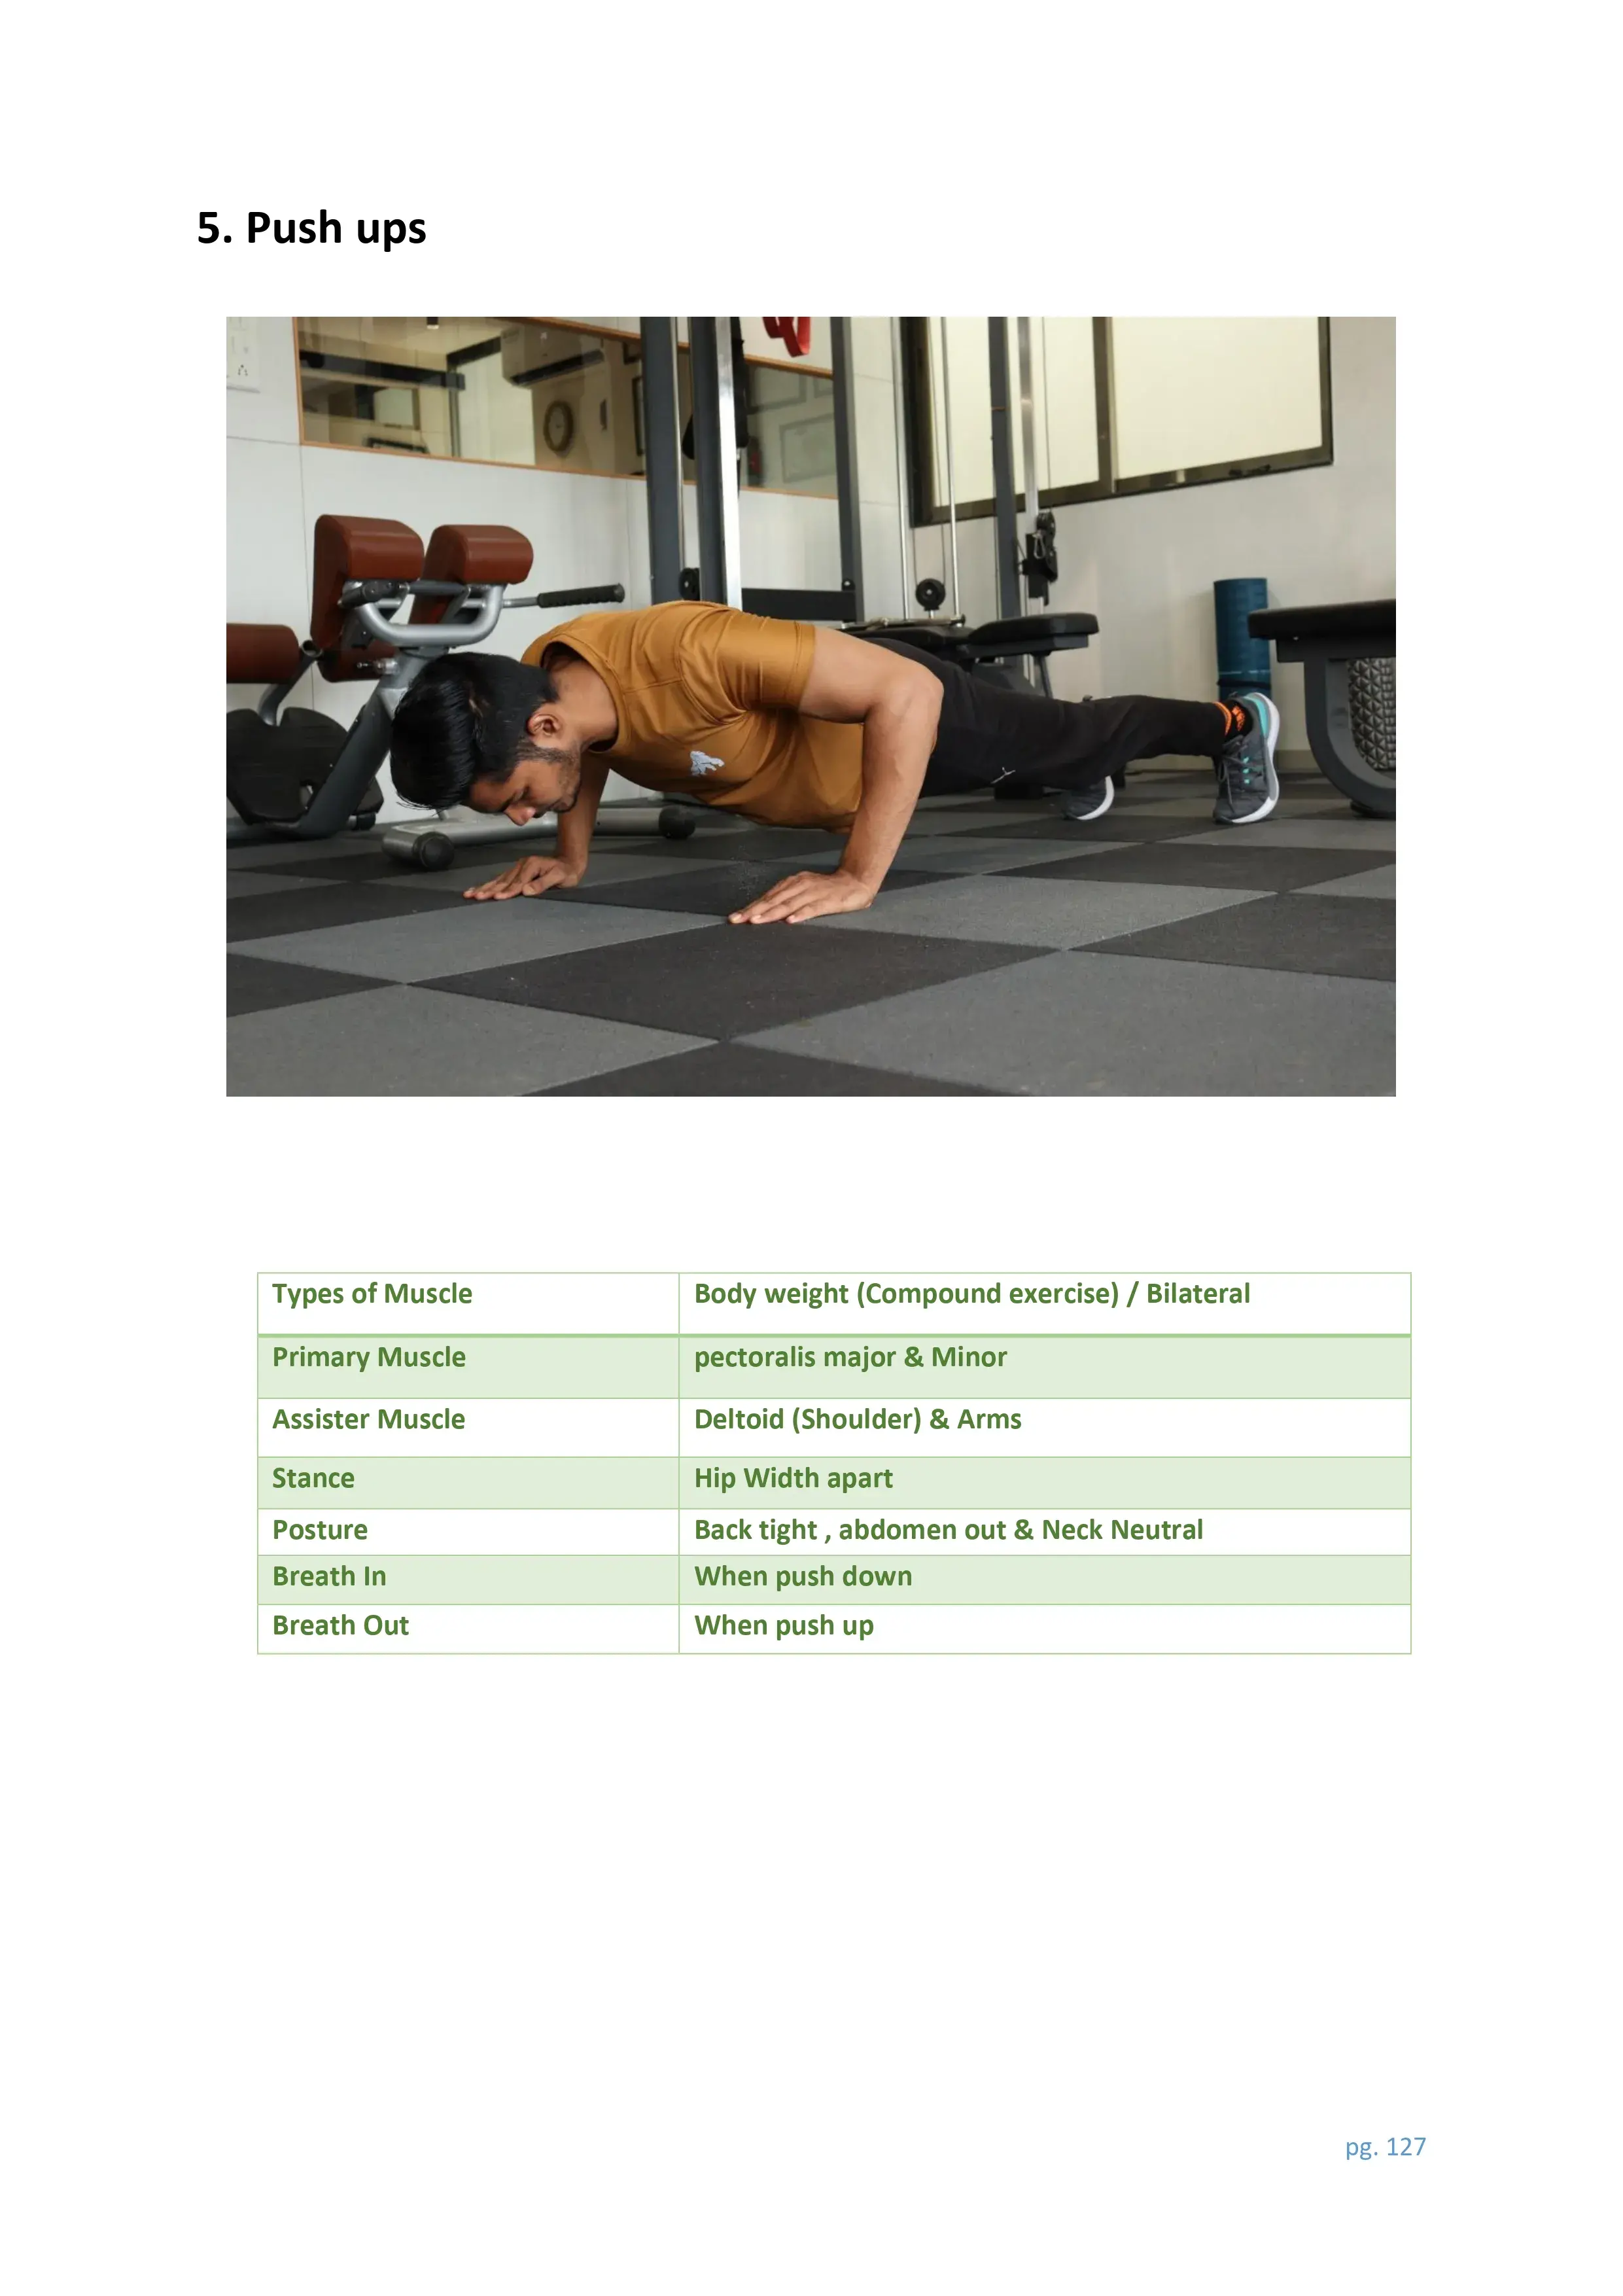 5. Push ups
Types of Muscle Body weight (Compound exercise) / Bilateral
Primary Muscle pectoralis major & Minor
Assister Muscle Deltoid (Shoulder) & Arms
Stance Hip Width apart
Posture Back tight , abdomen out & Neck Neutral
Breath In When push down
Breath Out When push up
pg. 127